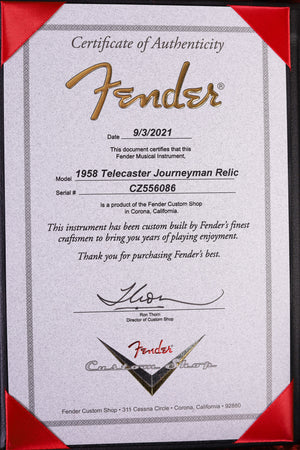 Certificate of Authenticity
Fender®
Date 9/3/2021
This document certifies that this
Fender Musical Instrument,
Model 1958 Telecaster Journeyman Relic
Serial # CZ556086
is a product of the Fender Custom Shop
in Corona, California.
This instrument has been custom built by Fender's finest
craftsmen to bring you years of playing enjoyment.
Thank you for purchasing Fender's best.
Ron Thorn
Director of Custom Shop
Fender
Custom Shop
Fender Custom Shop • 311 Cessna Circle • Corona, California • 92880